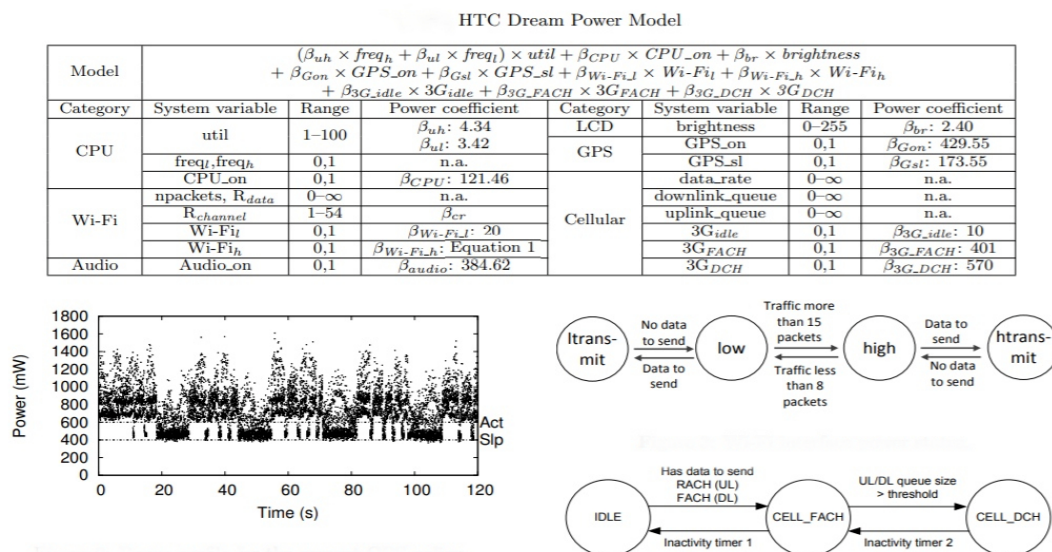 HTC Dream Power Model
Model
(β_uh × freq_h + β_ul × freq_l) × util + β_CPU × CPU_on + β_br × brightness
+ β_Gon × GPS_on + β_Gsl × GPS_sl + β_Wi-Fi_l × Wi-Fi_l + β_Wi-Fi_h × Wi-Fi_h
+ β_3G_idle × 3G_idle + β_3G_FACH × 3G_FACH + β_3G_DCH × 3G_DCH
Category System variable Range Power coefficient Category System variable Range Power coefficient
CPU util 1–100 β_uh: 4.34
β_ul: 3.42
freq_l,freq_h 0,1 n.a.
CPU_on 0,1 β_CPU: 121.46
Wi-Fi npackets, R_data 0–∞ n.a.
R_channel 1–54 β_cr
Wi-Fi_l 0,1 β_Wi-Fi_l: 20
Wi-Fi_h 0,1 β_Wi-Fi_h: Equation 1
Audio Audio_on 0,1 β_audio: 384.62
LCD brightness 0–255 β_br: 2.40
GPS GPS_on 0,1 β_Gon: 429.55
GPS_sl 0,1 β_Gsl: 173.55
Cellular data_rate 0–∞ n.a.
downlink_queue 0–∞ n.a.
uplink_queue 0–∞ n.a.
3G_idle 0,1 β_3G_idle: 10
3G_FACH 0,1 β_3G_FACH: 401
3G_DCH 0,1 β_3G_DCH: 570
Power (mW)
1800
1600
1400
1200
1000
800
600
400
200
0
Act
Slp
0 20 40 60 80 100 120
Time (s)
ltrans-
mit
No data
to send
Data to
send
low
Traffic more
than 15
packets
Traffic less
than 8
packets
high
Data to
send
No data
to send
htrans-
mit
IDLE
Has data to send
RACH (UL)
FACH (DL)
Inactivity timer 1
CELL_FACH
UL/DL queue size
> threshold
Inactivity timer 2
CELL_DCH